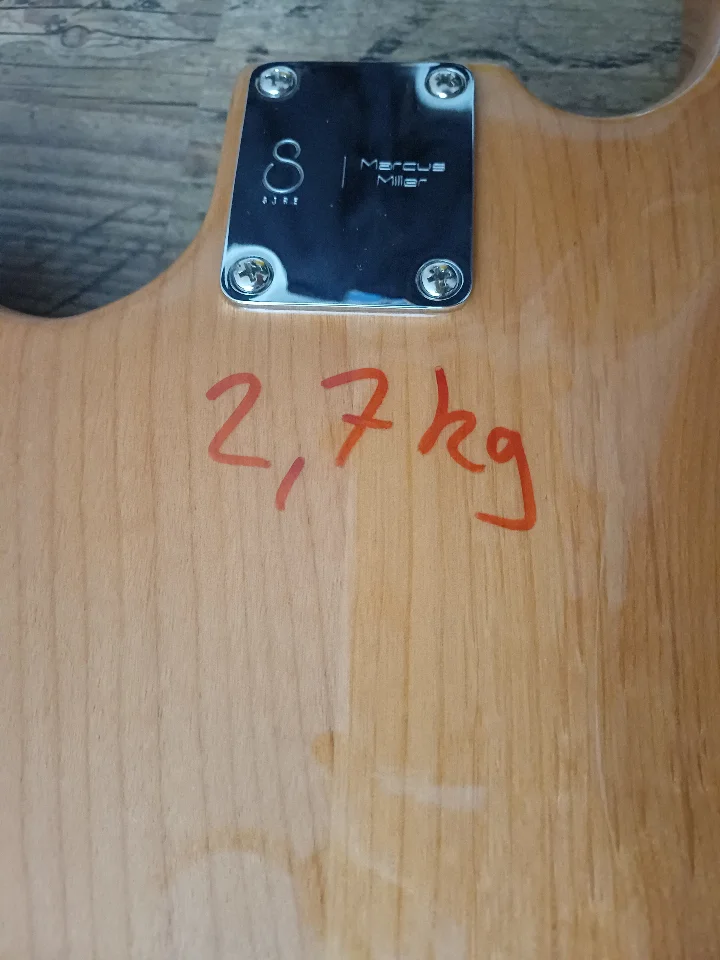 SIRE
Marcus
Miller
2,7 kg